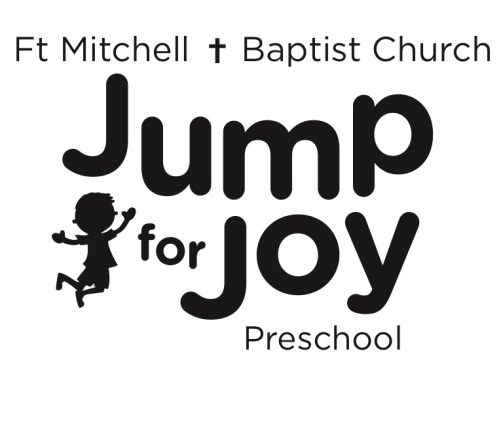 Ft Mitchell ✝ Baptist Church
Jump
for Joy
Preschool